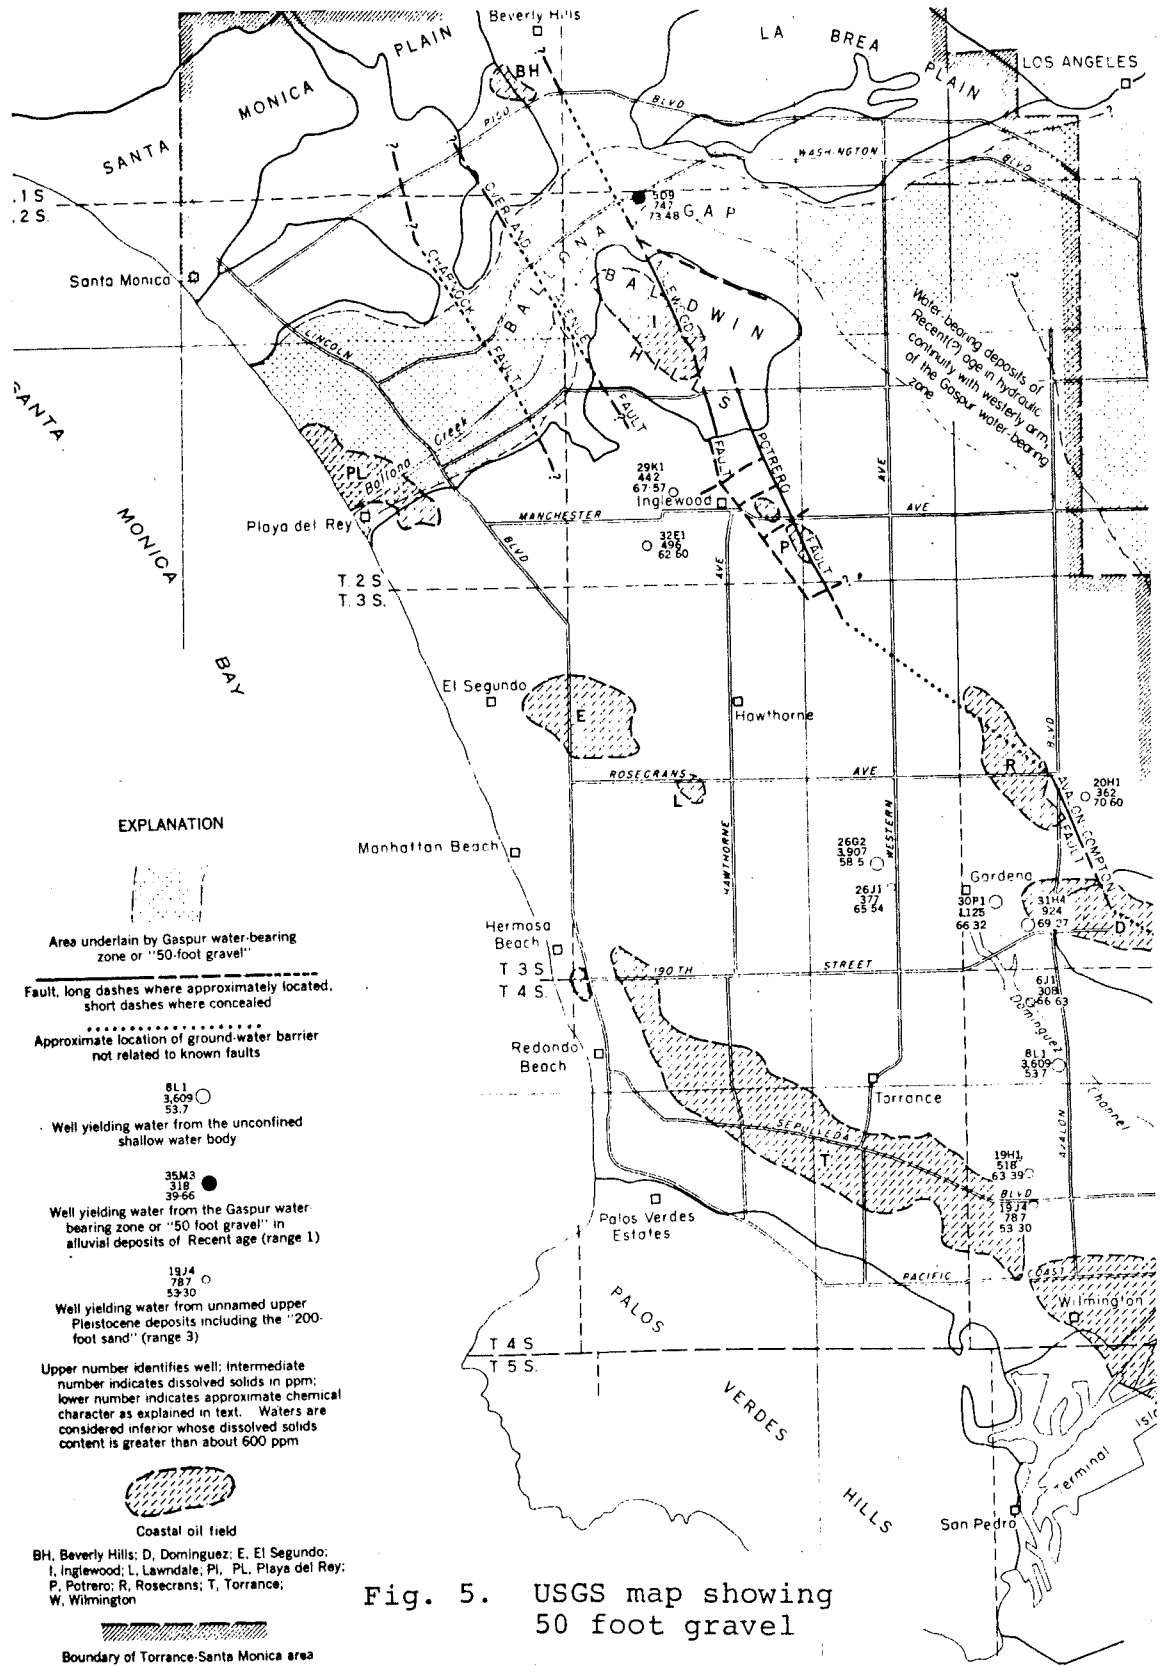 Beverly Hills
PLAIN
LA BREA
PLAIN
LOS ANGELES
MONICA
SANTA
BH
PICO
BLVD
WASHINGTON
BLVD
.1 S
.2 S.
5D9
747
73·48
GAP
OVERLAND
AVENUE
FAULT
CHARNOCK
FAULT
BALLONA
Santa Monica
BALDWIN
HILLS
I
FAULT
LINCOLN
BLVD
Water-bearing deposits of
Recent(?) age in hydraulic
continuity with westerly arm,
of the Gaspur water-bearing
zone
SANTA
MONICA
BAY
PL
Ballona Creek
Playa del Rey
29K1
442
67·57
Inglewood
POTRERO
FAULT
P
MANCHESTER
AVE
AVE
AVE
32E1
496
62 60
T. 2 S.
T. 3 S.
El Segundo
E
Hawthorne
ROSECRANS
AVE
L
R
BLVD
AVALON-COMPTON
FAULT
20H1
362
70 60
Manhattan Beach
HAWTHORNE
WESTERN
26G2
3,907
58 5
26J1
377
65 54
Gardena
30P1
1,125
66 32
31H4
924
69 27
D
Hermosa
Beach
T 3 S
T 4 S.
190TH
STREET
6J1
308
66 63
Dominguez
Channel
8L1
3,609
53 7
Redondo
Beach
Torrance
AVALON
SEPULVEDA
BLVD
T
19H1
518
63 39
19J4
787
53 30
Palos Verdes
Estates
PACIFIC
COAST
Wilmington
PALOS
VERDES
HILLS
T 4 S
T 5 S.
Terminal
San Pedro
EXPLANATION
Area underlain by Gaspur water-bearing
zone or "50-foot gravel"
Fault, long dashes where approximately located,
short dashes where concealed
Approximate location of ground-water barrier
not related to known faults
8L1
3,609
53.7
Well yielding water from the unconfined
shallow water body
35M3
318
39·66
Well yielding water from the Gaspur water-
bearing zone or "50 foot gravel" in
alluvial deposits of Recent age (range 1)
19J4
787
53·30
Well yielding water from unnamed upper
Pleistocene deposits including the "200-
foot sand" (range 3)
Upper number identifies well; intermediate
number indicates dissolved solids in ppm;
lower number indicates approximate chemical
character as explained in text. Waters are
considered inferior whose dissolved solids
content is greater than about 600 ppm
Coastal oil field
BH, Beverly Hills; D, Dominguez; E, El Segundo;
I, Inglewood; L, Lawndale; Pl, PL, Playa del Rey;
P, Potrero; R, Rosecrans; T, Torrance;
W, Wilmington
Boundary of Torrance-Santa Monica area
Fig. 5. USGS map showing
50 foot gravel